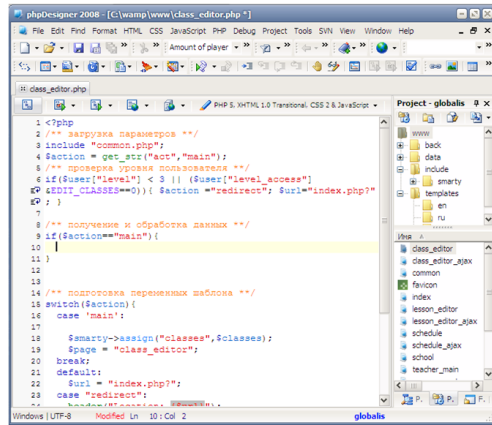 phpDesigner 2008 - [C:\wamp\www\class_editor.php *]
File Edit Find Format HTML CSS JavaScript PHP Debug Project Tools SVN View Window Help
Amount of player
class_editor.php
PHP 5, XHTML 1.0 Transitional, CSS 2 & JavaScript
1 <?php
2 /** загрузка параметров **/
3 include "common.php";
4 $action = get_str("act","main");
5 /** проверка уровня пользователя **/
6 if($user["level"] < 3 || ($user["level_access"]
&EDIT_CLASSES==0)){ $action ="redirect"; $url="index.php?"
; }
7
8 /** получение и обработка данных **/
9 if($action=="main"){
10
11 }
12
13
14 /** подготовка переменных шаблона **/
15 switch($action){
16 case 'main':
17
18 $smarty->assign("classes",$classes);
19 $page = "class_editor";
20 break;
21 default:
22 $url = "index.php?";
23 case "redirect":
Project - globalis
www
back
data
include
smarty
templates
en
ru
Имя
class_editor
class_editor_ajax
common
favicon
index
lesson_editor
lesson_editor_ajax
schedule
schedule_ajax
school
teacher_main
P. P. F.
Windows | UTF-8 Modified Ln 10 : Col 2 globalis